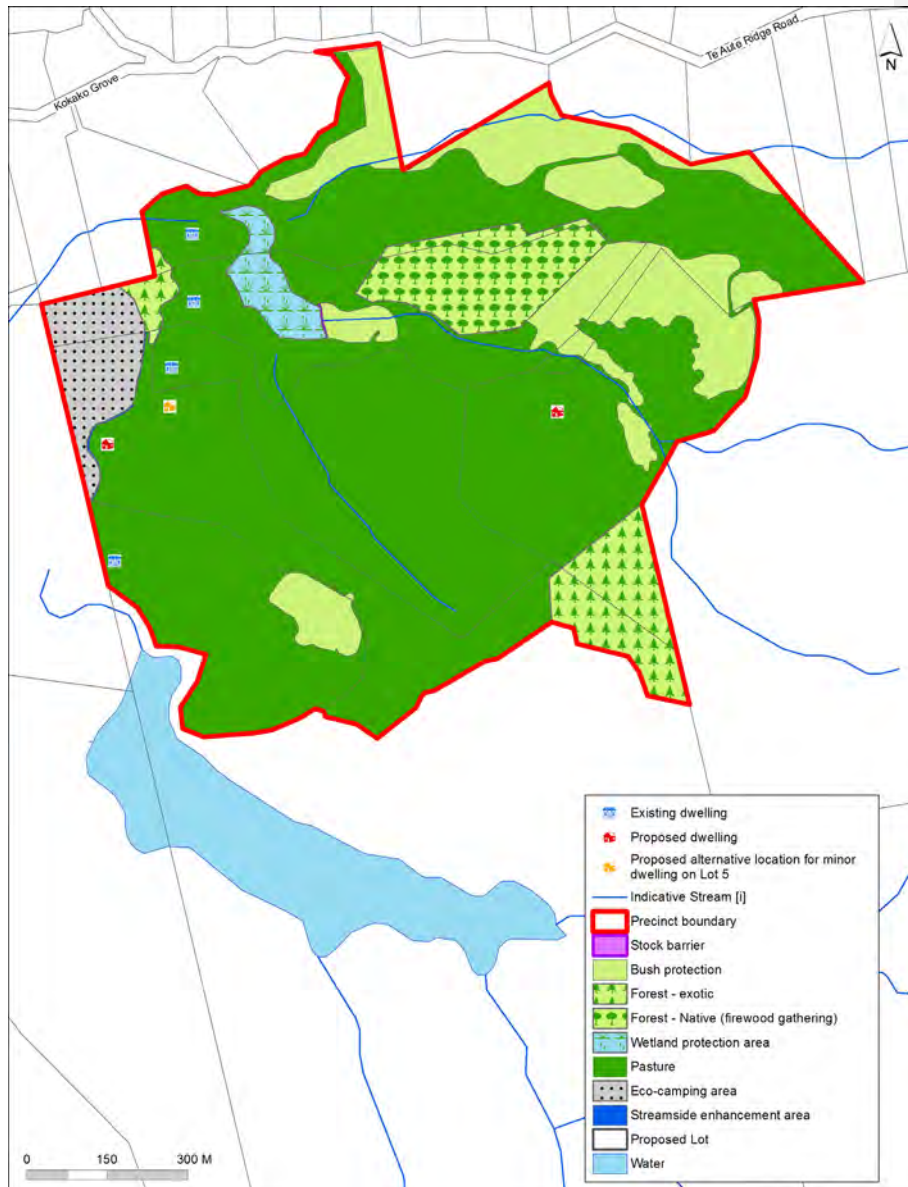 Te Aute Ridge Road
Kokako Grove
N
Existing dwelling
Proposed dwelling
Proposed alternative location for minor
dwelling on Lot 5
Indicative Stream [i]
Precinct boundary
Stock barrier
Bush protection
Forest - exotic
Forest - Native (firewood gathering)
Wetland protection area
Pasture
Eco-camping area
Streamside enhancement area
Proposed Lot
Water
0 150 300 M